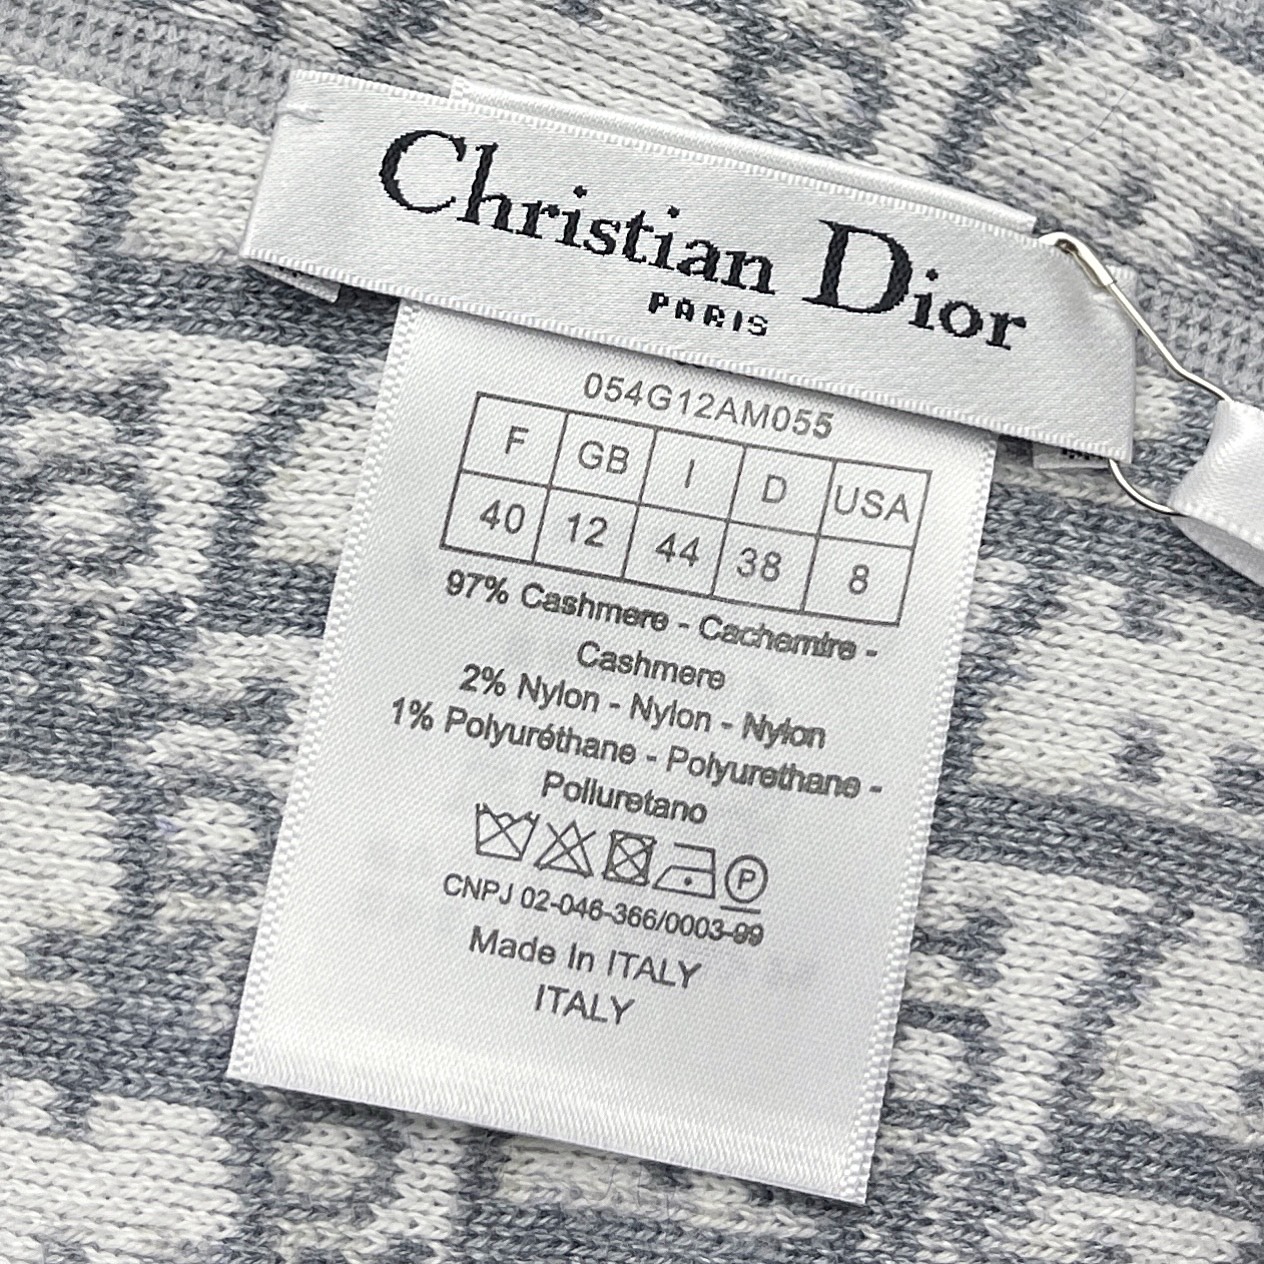 Christian Dior
PARIS
054G12AM055
F GB I D USA
40 12 44 38 8
97% Cashmere - Cachemire -
Cashmere
2% Nylon - Nylon - Nylon
1% Polyuréthane - Polyurethane -
Poliuretano
P
CNPJ 02-046-366/0003-99
Made In ITALY
ITALY